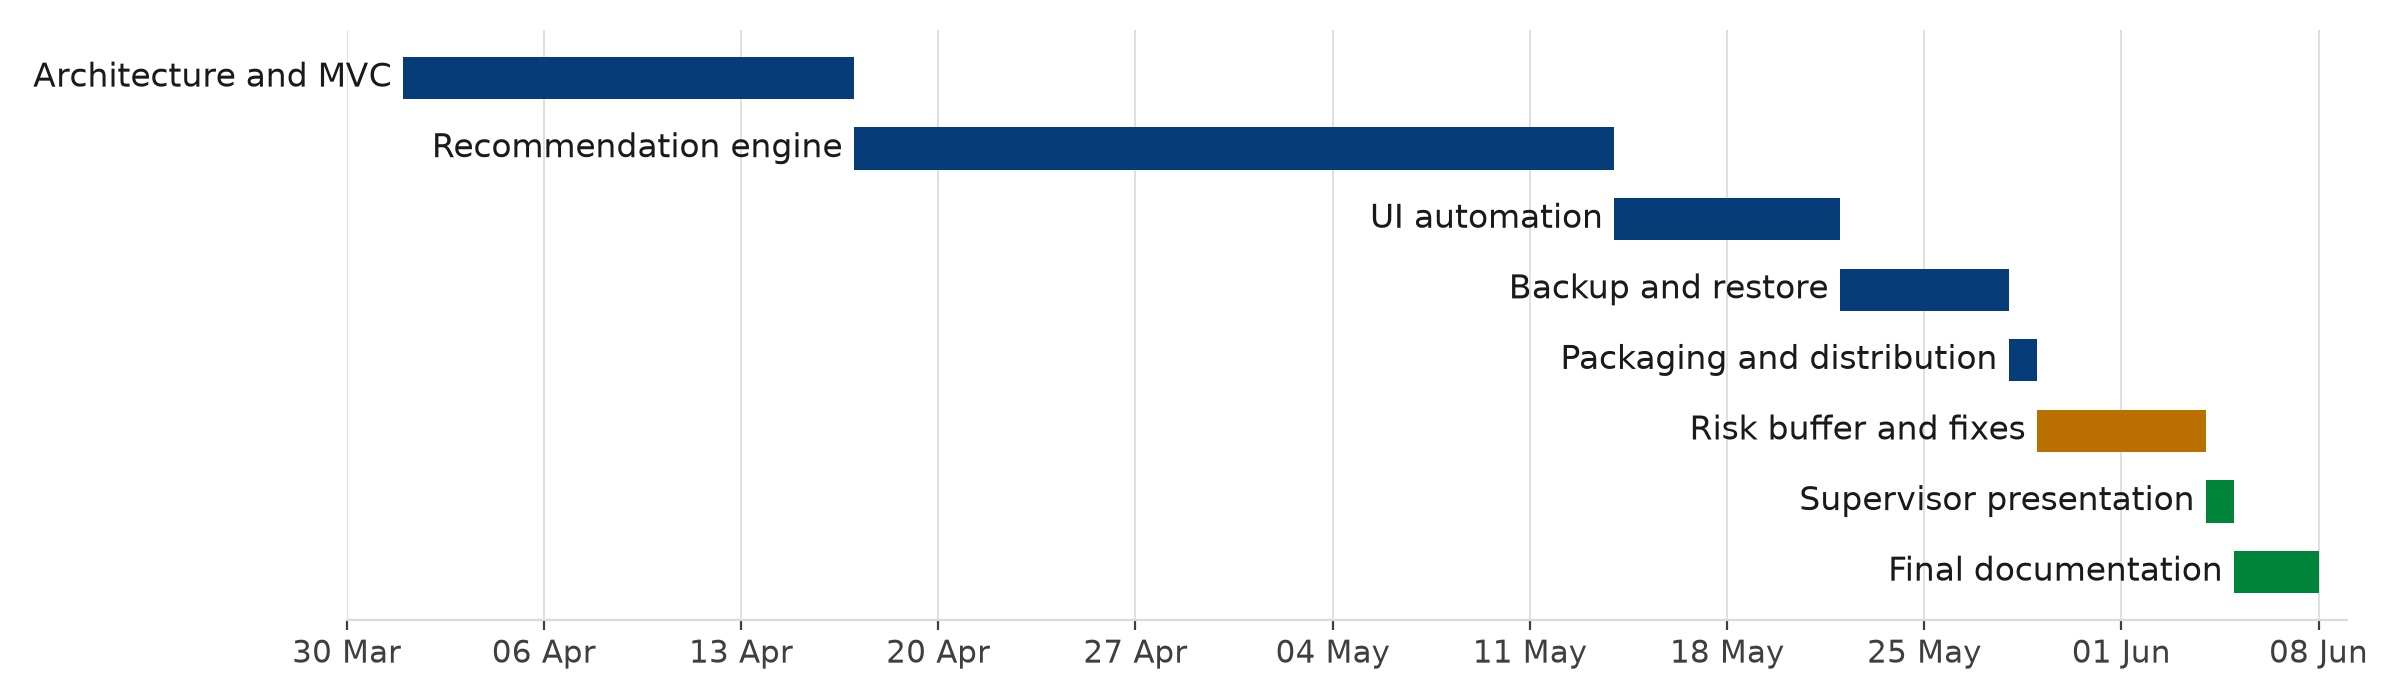 Architecture and MVC
Recommendation engine
UI automation
Backup and restore
Packaging and distribution
Risk buffer and fixes
Supervisor presentation
Final documentation
30 Mar 06 Apr 13 Apr 20 Apr 27 Apr 04 May 11 May 18 May 25 May 01 Jun 08 Jun